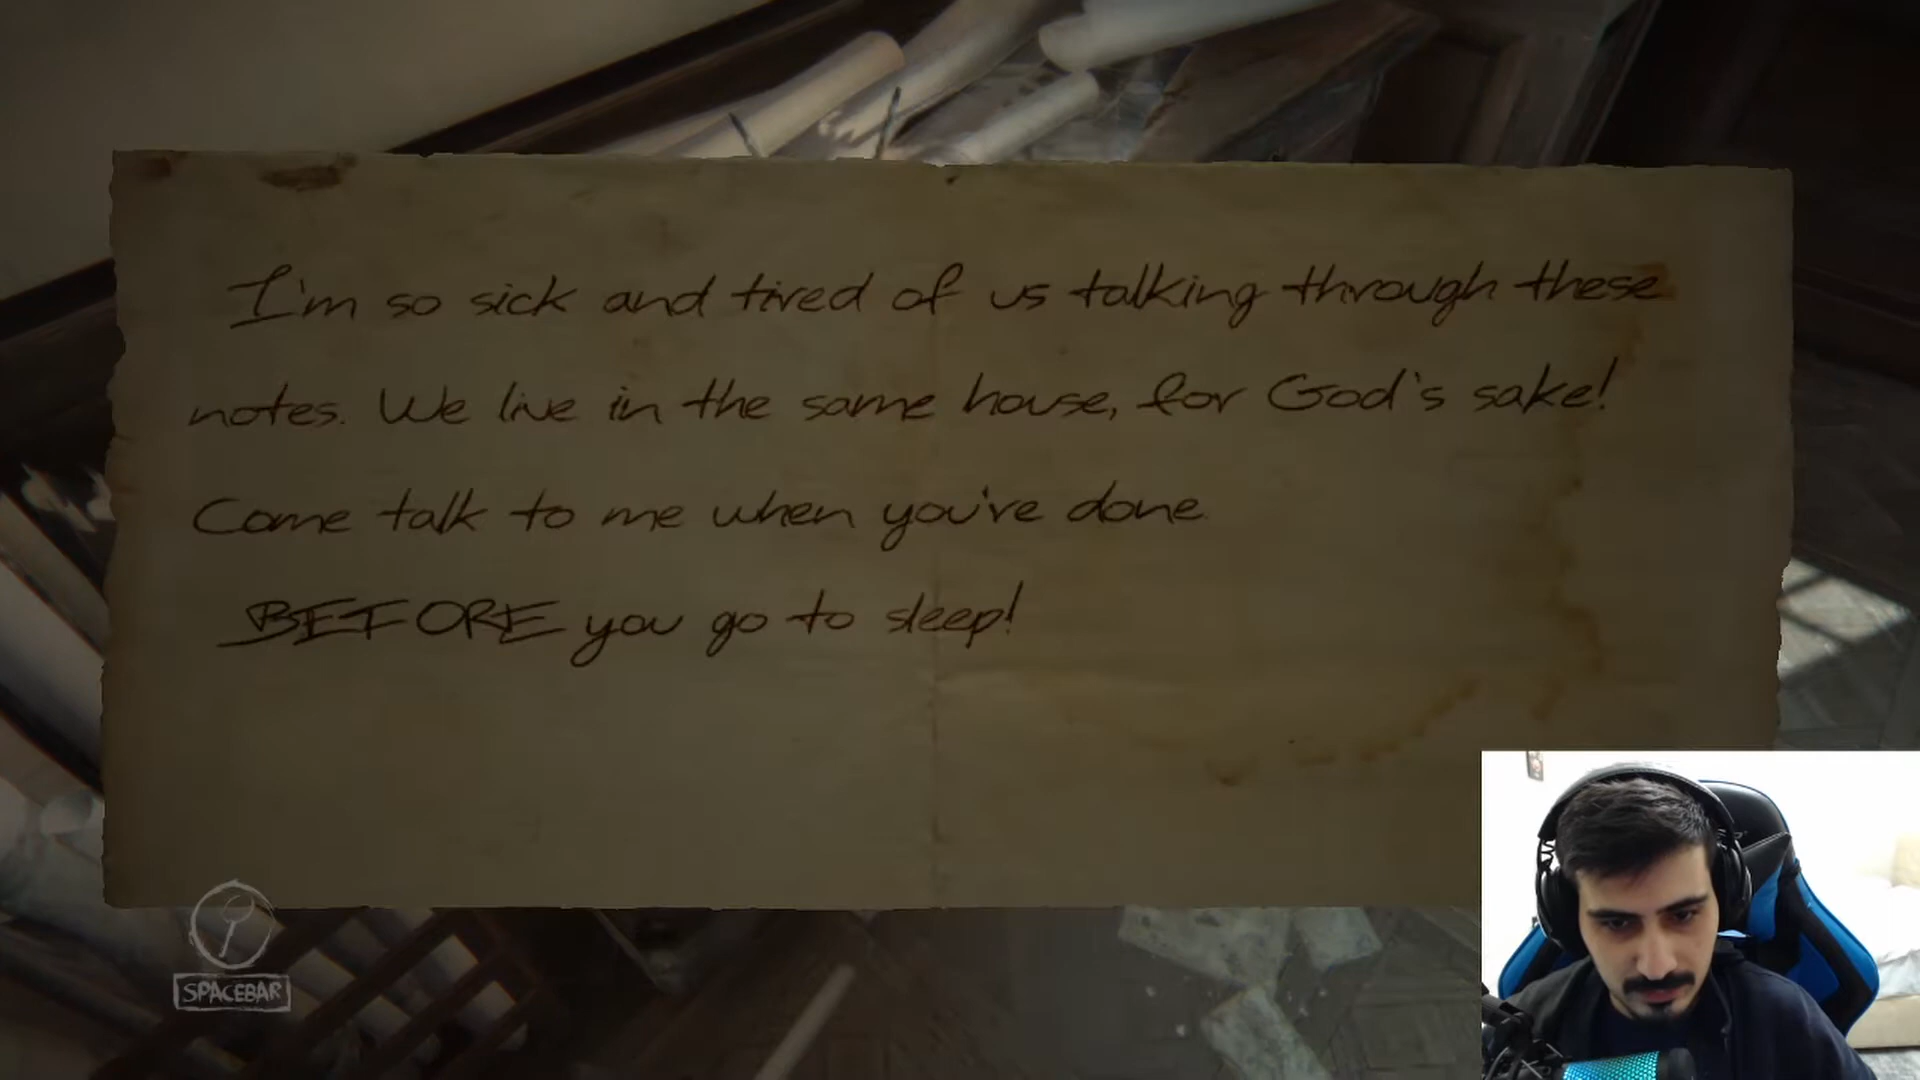 I'm so sick and tired of us talking through these
notes. We live in the same house, for God's sake!
Come talk to me when you're done.
BEFORE you go to sleep!
SPACEBAR